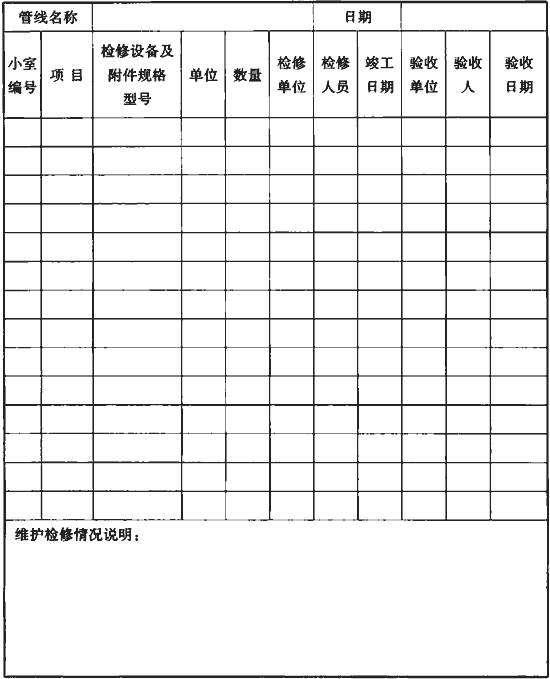 管线名称 日期
小室编号 项目 检修设备及附件规格型号 单位 数量 检修单位 检修人员 竣工日期 验收单位 验收人 验收日期
维护检修情况说明：